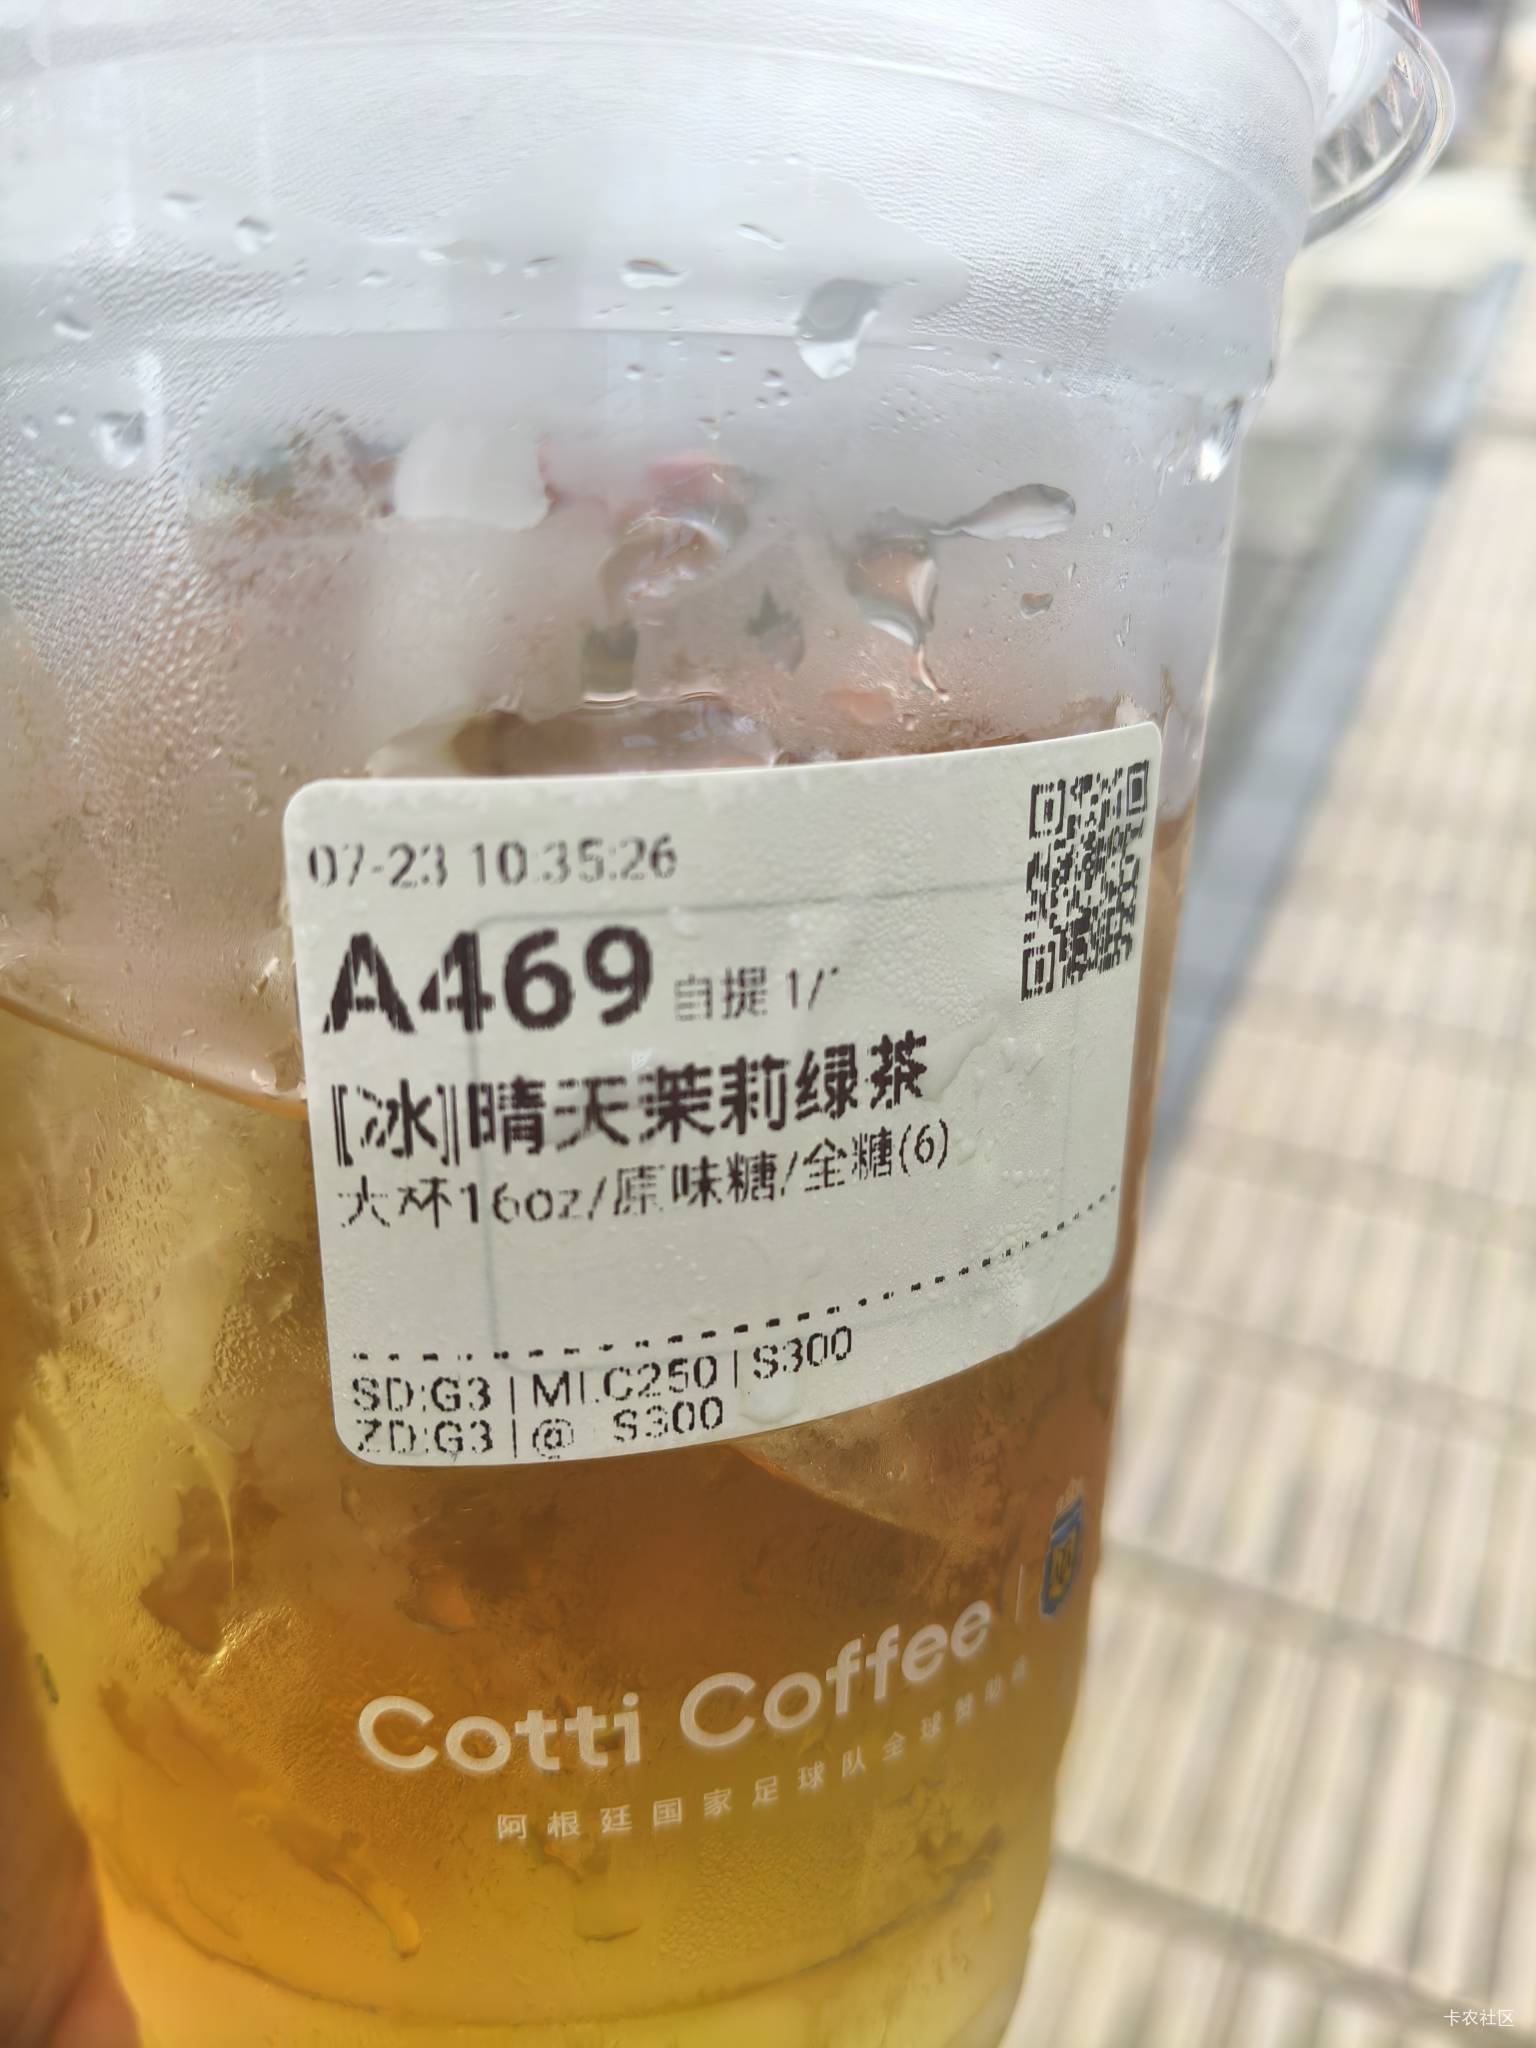 07-23 10:35:26
A469 自提 1/
[冰]晴天茉莉绿茶
大杯16oz/原味糖/全糖(6)
SD:G3 | MLC250 | S300
ZD:G3 | @ S300
Cotti Coffee
阿根廷国家足球队全球赞助商
卡农社区